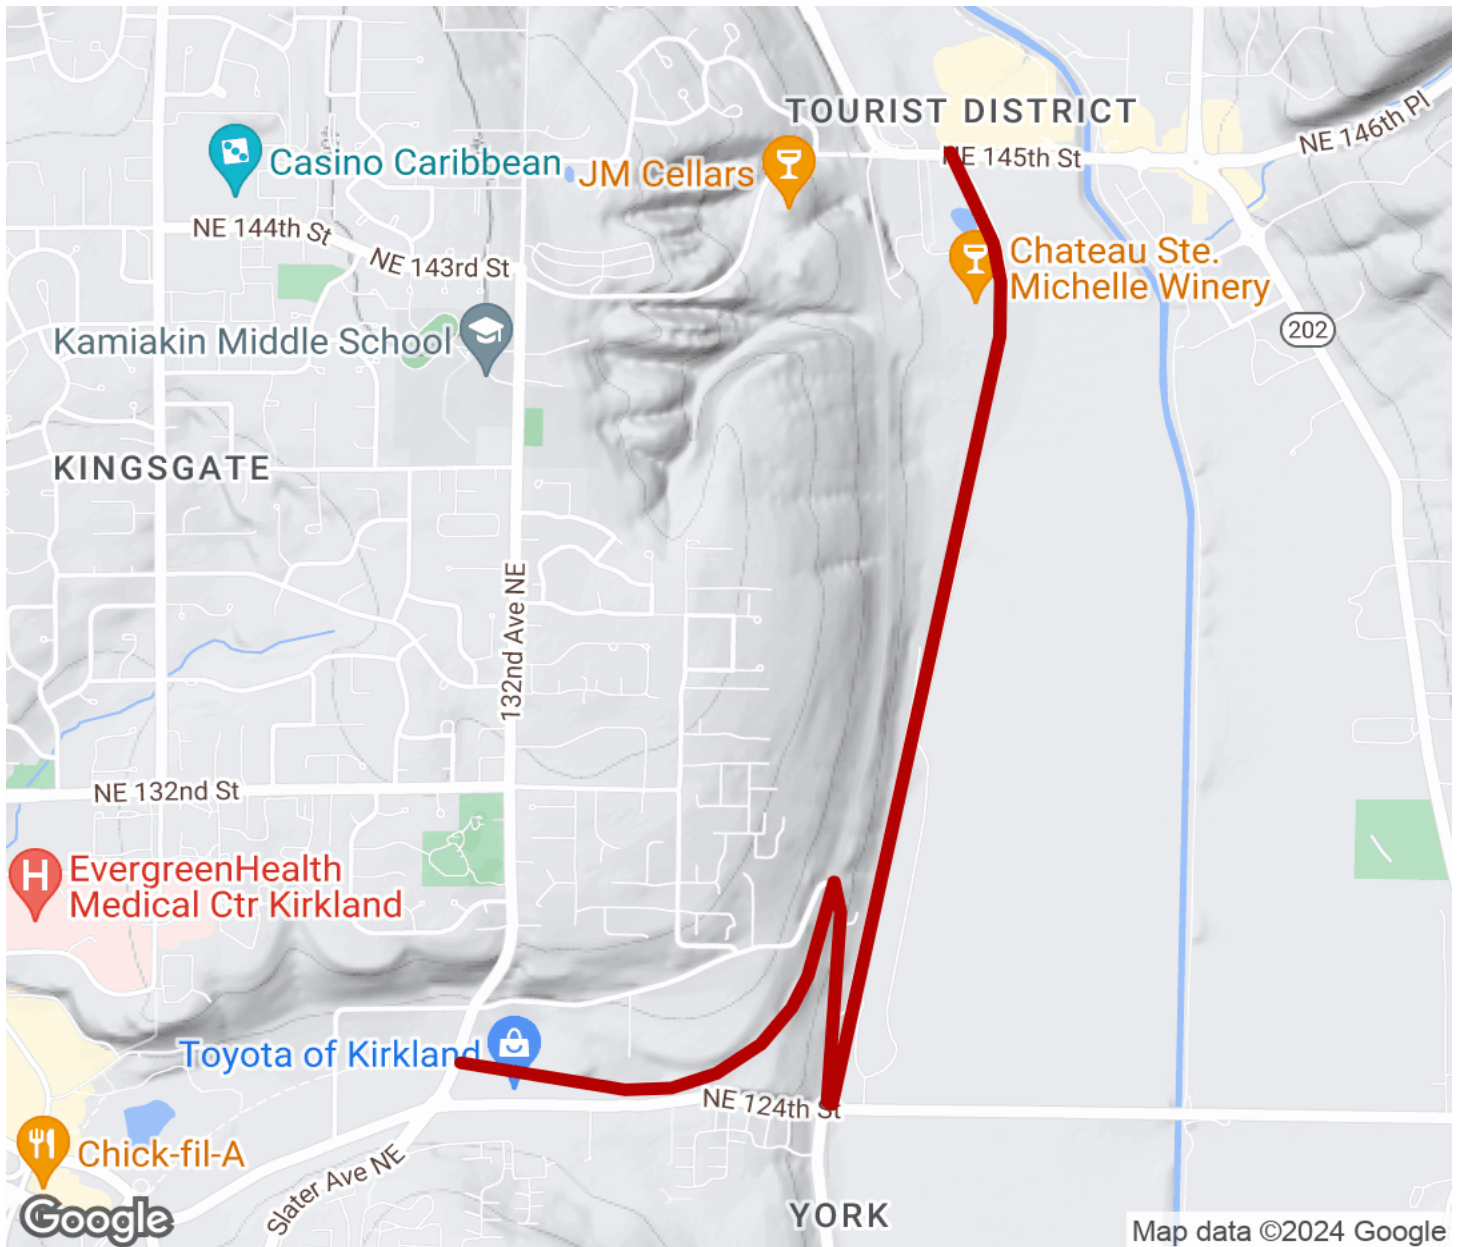 TOURIST DISTRICT
NE 146th Pl
Casino Caribbean
JM Cellars
NE 145th St
NE 144th St
NE 143rd St
Chateau Ste.
Michelle Winery
202
Kamiakin Middle School
KINGSGATE
132nd Ave NE
NE 132nd St
H
EvergreenHealth
Medical Ctr Kirkland
Toyota of Kirkland
NE 124th St
Chick-fil-A
Slater Ave NE
YORK
Google
Map data ©2024 Google